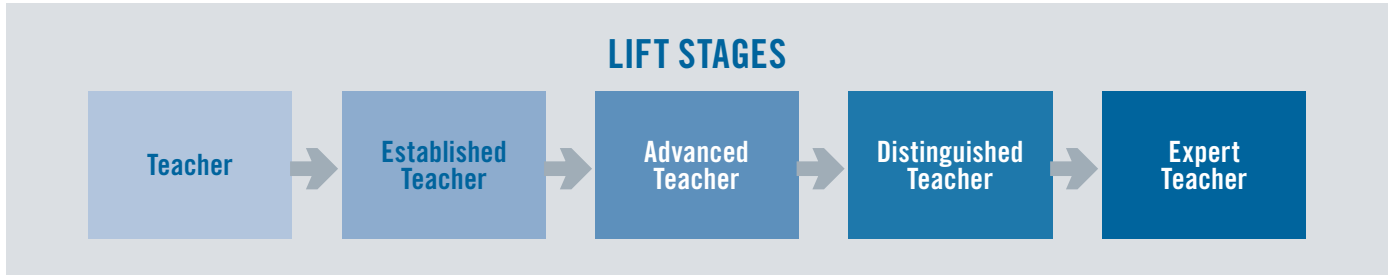 LIFT STAGES
Teacher
Established
Teacher
Advanced
Teacher
Distinguished
Teacher
Expert
Teacher